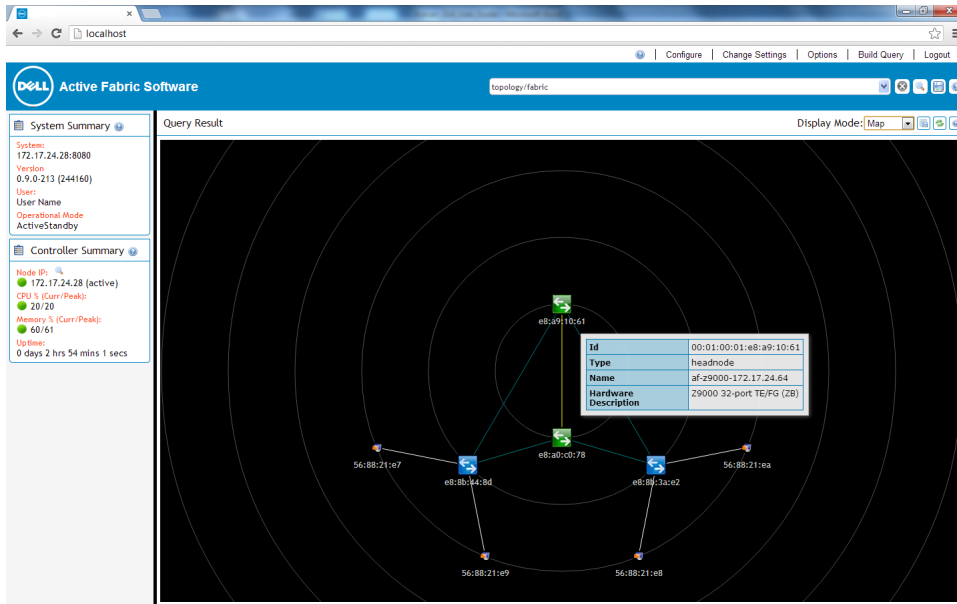 localhost
Configure | Change Settings | Options | Build Query | Logout
DELL Active Fabric Software
topology/fabric
System Summary
Query Result
Display Mode: Map
System:
172.17.24.28:8080
Version
0.9.0-213 (244160)
User:
User Name
Operational Mode
ActiveStandby
Controller Summary
Node IP:
172.17.24.28 (active)
CPU % (Curr/Peak):
20/20
Memory % (Curr/Peak):
60/61
Uptime:
0 days 2 hrs 54 mins 1 secs
e8:a9:10:61
Id 00:01:00:01:e8:a9:10:61
Type headnode
Name af-z9000-172.17.24.64
Hardware Description Z9000 32-port TE/FG (ZB)
e8:a0:c0:78
56:88:21:e7
56:88:21:ea
e8:8b:44:8d
e8:8b:3a:e2
56:88:21:e9
56:88:21:e8